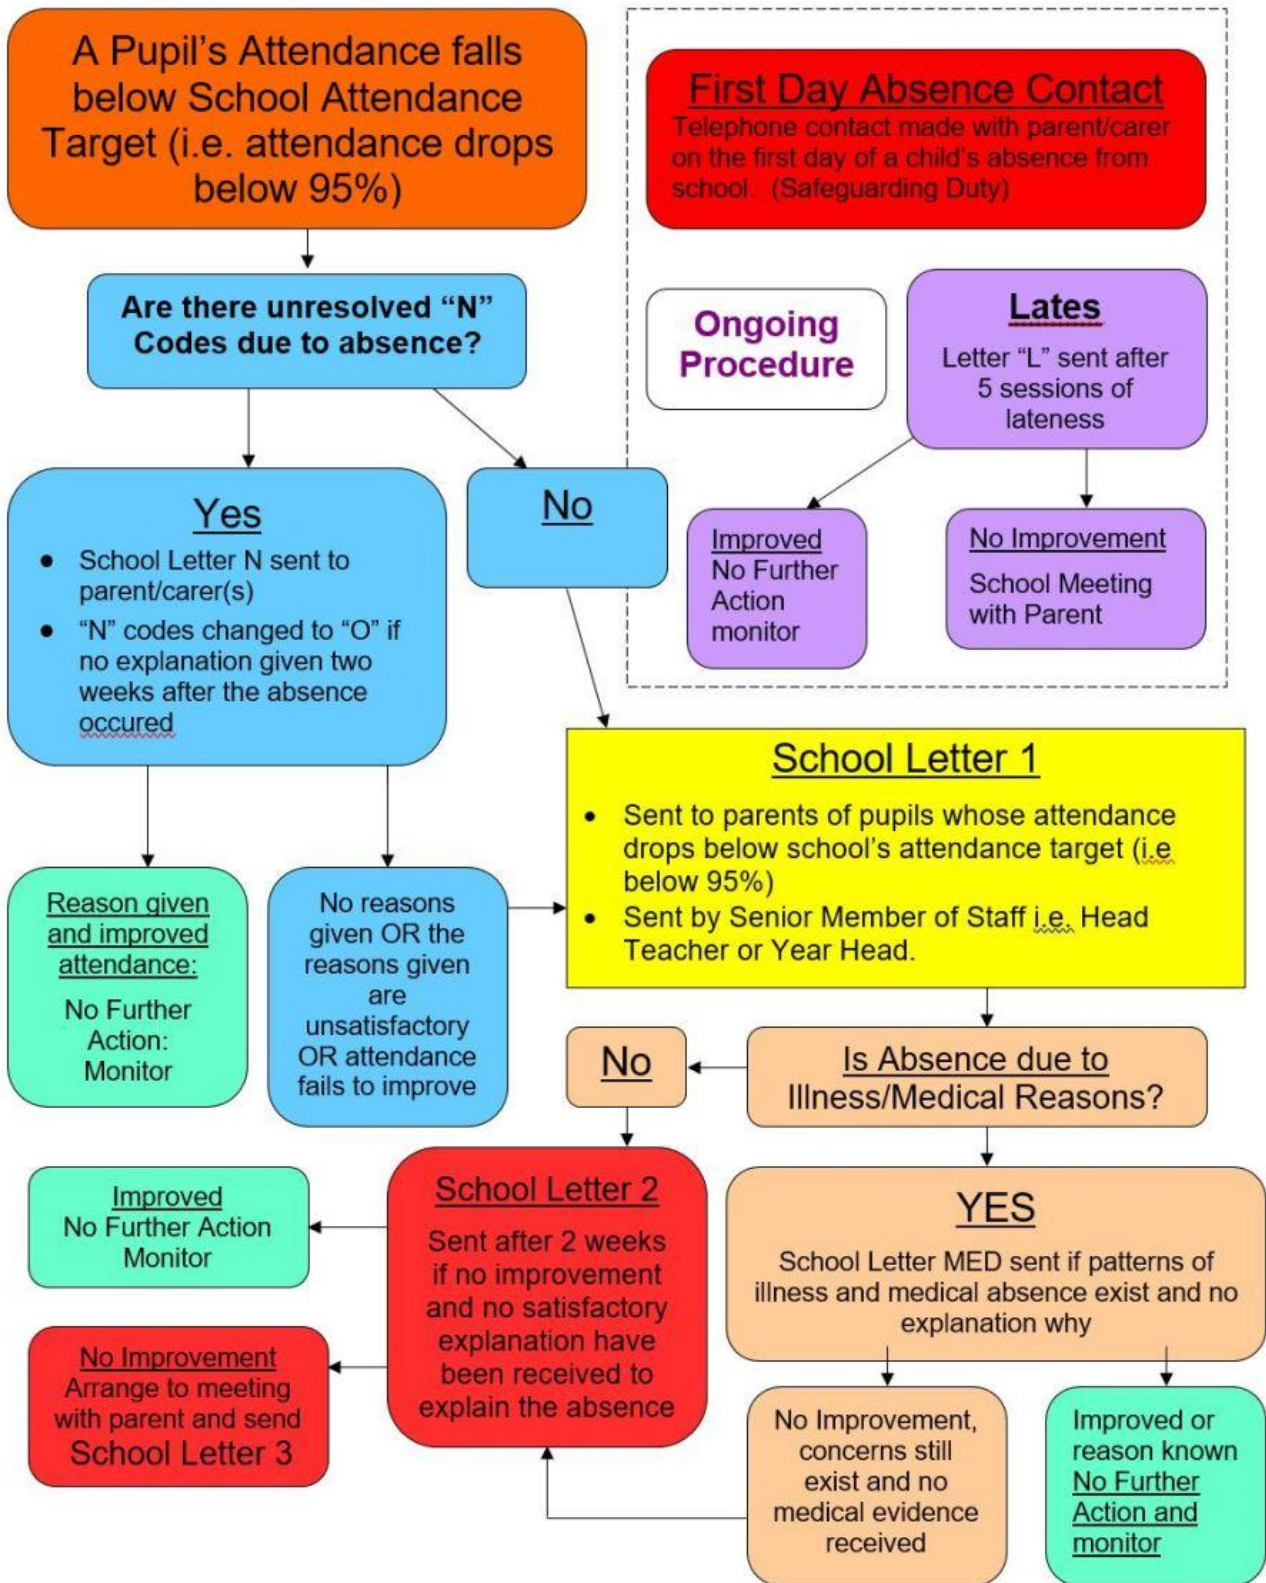 A Pupil's Attendance falls
below School Attendance
Target (i.e. attendance drops
below 95%)
First Day Absence Contact
Telephone contact made with parent/carer
on the first day of a child's absence from
school. (Safeguarding Duty)
Are there unresolved “N”
Codes due to absence?
Ongoing
Procedure
Lates
Letter “L” sent after
5 sessions of
lateness
Yes
● School Letter N sent to
parent/carer(s)
● “N” codes changed to “O” if
no explanation given two
weeks after the absence
occured
No
Improved
No Further
Action
monitor
No Improvement
School Meeting
with Parent
School Letter 1
• Sent to parents of pupils whose attendance
drops below school's attendance target (i.e
below 95%)
• Sent by Senior Member of Staff i.e. Head
Teacher or Year Head.
Reason given
and improved
attendance:
No Further
Action:
Monitor
No reasons
given OR the
reasons given
are
unsatisfactory
OR attendance
fails to improve
No
Is Absence due to
Illness/Medical Reasons?
Improved
No Further Action
Monitor
School Letter 2
Sent after 2 weeks
if no improvement
and no satisfactory
explanation have
been received to
explain the absence
YES
School Letter MED sent if patterns of
illness and medical absence exist and no
explanation why
No Improvement
Arrange to meeting
with parent and send
School Letter 3
No Improvement,
concerns still
exist and no
medical evidence
received
Improved or
reason known
No Further
Action and
monitor